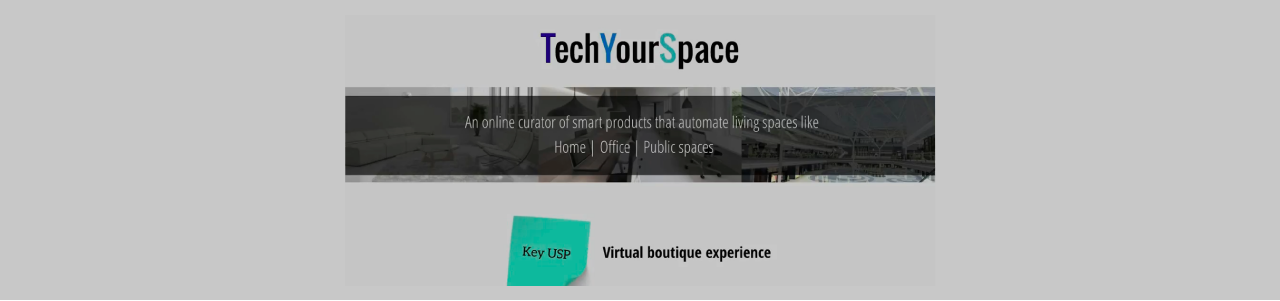 TechYourSpace
An online curator of smart products that automate living spaces like
Home | Office | Public spaces
Key USP
Virtual boutique experience